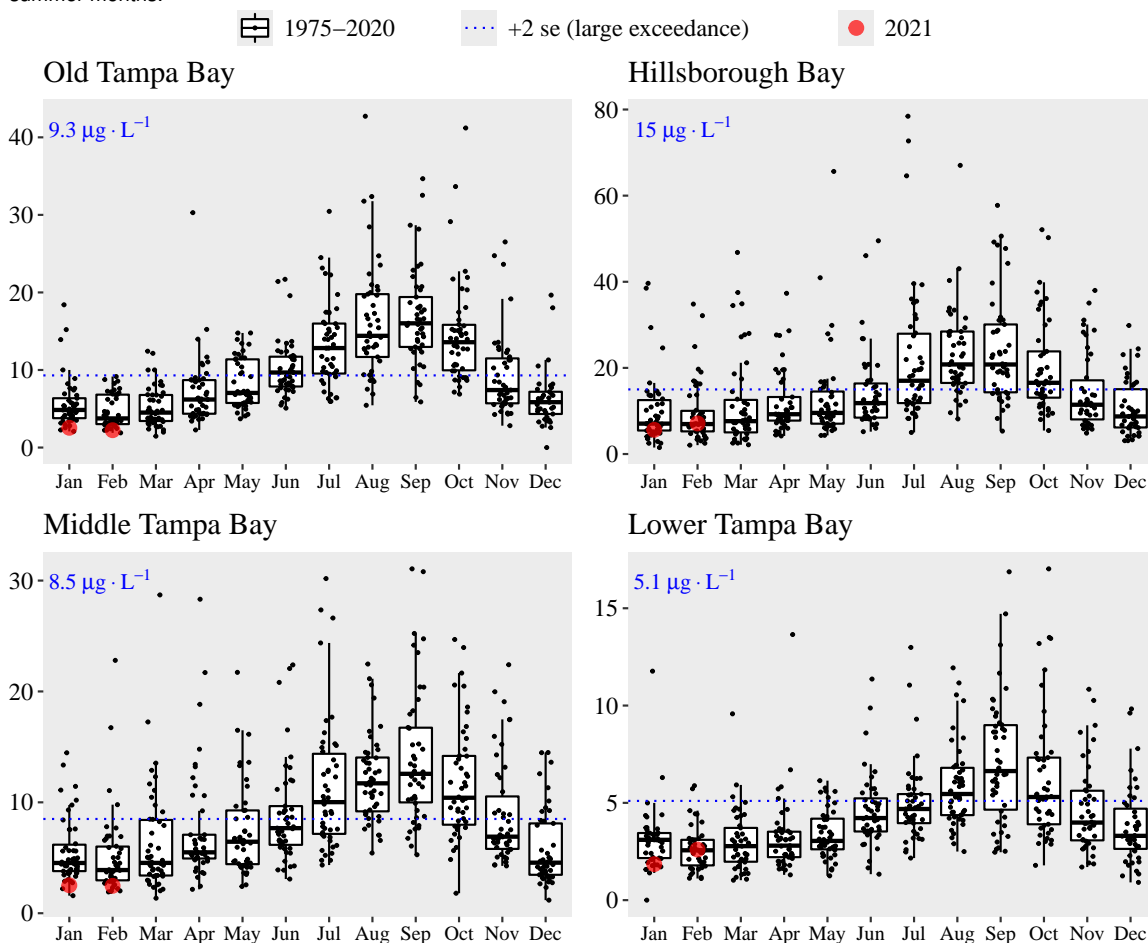 summer months.
1975−2020 +2 se (large exceedance) 2021
Old Tampa Bay
9.3 μg · L⁻¹
40
30
20
10
0
Jan Feb Mar Apr May Jun Jul Aug Sep Oct Nov Dec
Hillsborough Bay
15 μg · L⁻¹
80
60
40
20
0
Jan Feb Mar Apr May Jun Jul Aug Sep Oct Nov Dec
Middle Tampa Bay
8.5 μg · L⁻¹
30
20
10
0
Jan Feb Mar Apr May Jun Jul Aug Sep Oct Nov Dec
Lower Tampa Bay
5.1 μg · L⁻¹
15
10
5
0
Jan Feb Mar Apr May Jun Jul Aug Sep Oct Nov Dec